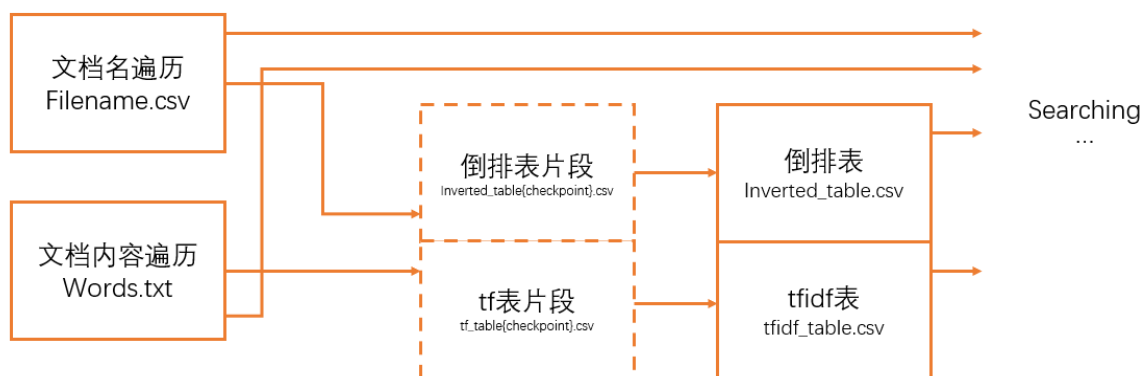 文档名遍历
Filename.csv
文档内容遍历
Words.txt
倒排表片段
Inverted_table{checkpoint}.csv
tf表片段
tf_table{checkpoint}.csv
倒排表
Inverted_table.csv
tfidf表
tfidf_table.csv
Searching
...